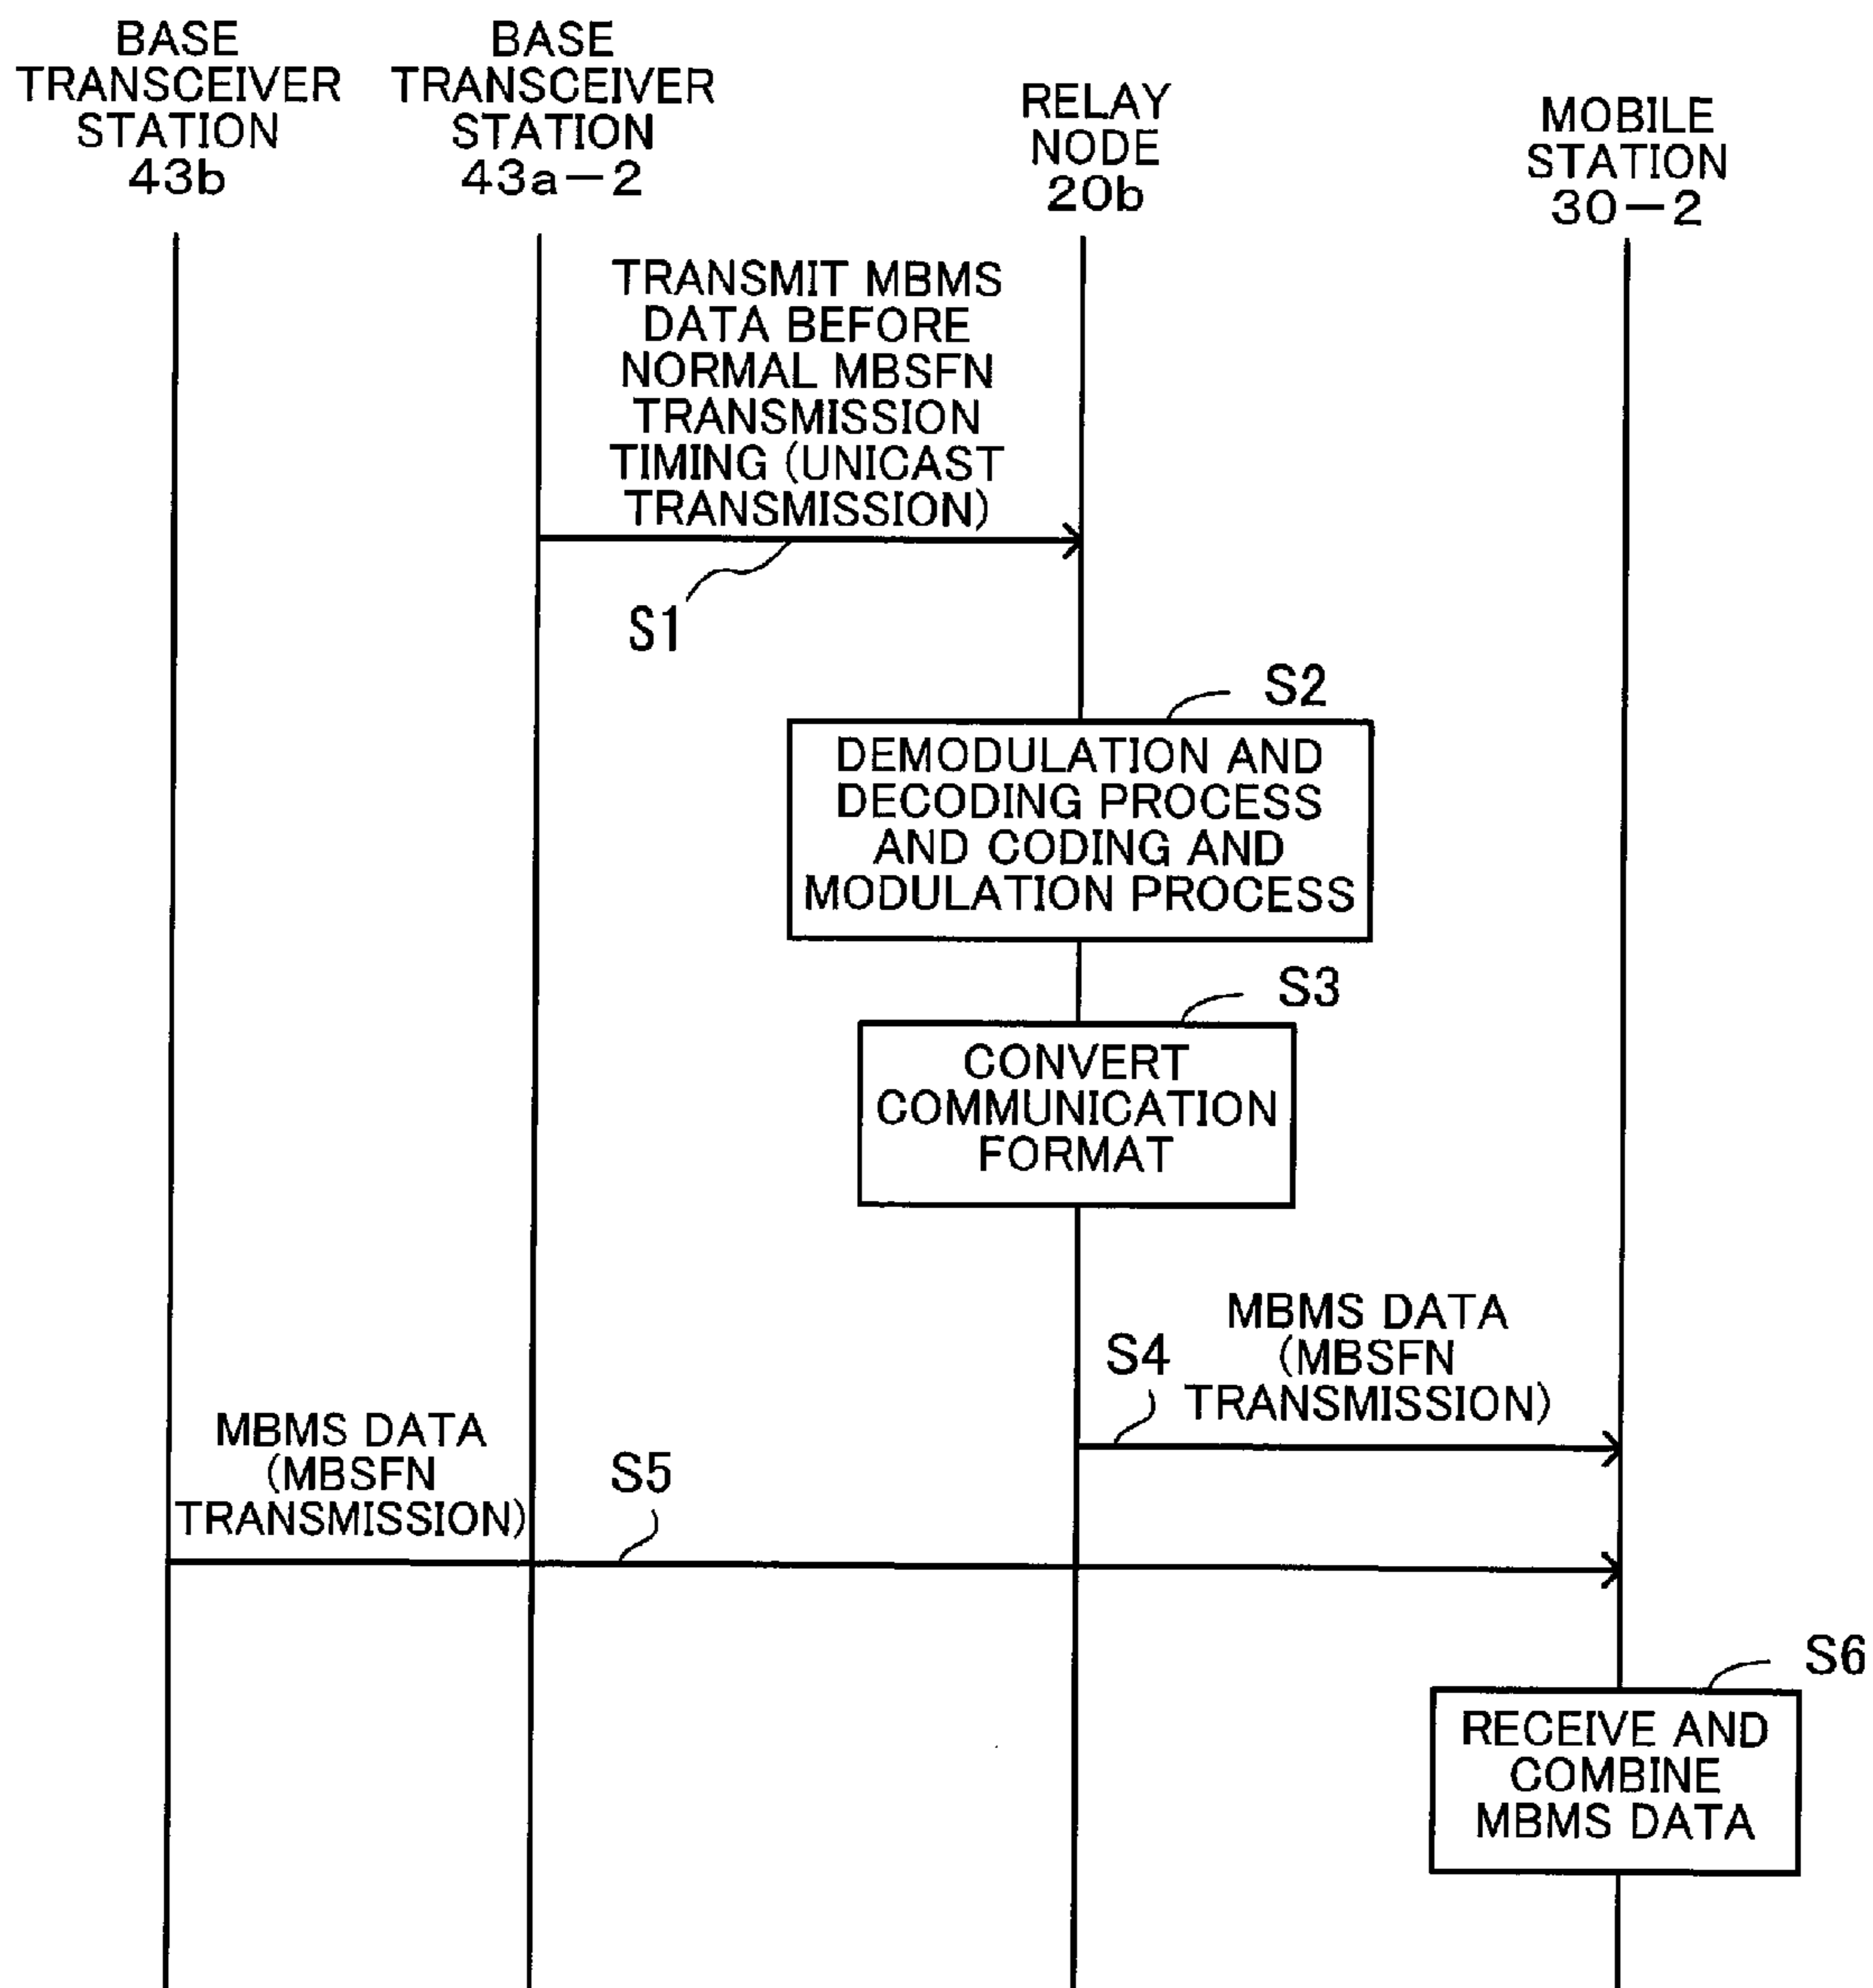 BASE
TRANSCEIVER
STATION
43b
BASE
TRANSCEIVER
STATION
43a-2
RELAY
NODE
20b
MOBILE
STATION
30-2
TRANSMIT MBMS
DATA BEFORE
NORMAL MBSFN
TRANSMISSION
TIMING (UNICAST
TRANSMISSION)
S1
S2
DEMODULATION AND
DECODING PROCESS
AND CODING AND
MODULATION PROCESS
S3
CONVERT
COMMUNICATION
FORMAT
MBMS DATA
(MBSFN
TRANSMISSION)
S4
MBMS DATA
(MBSFN
TRANSMISSION)
S5
S6
RECEIVE AND
COMBINE
MBMS DATA